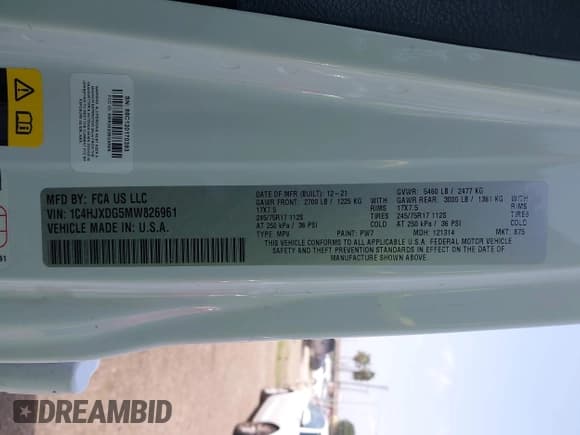 MFD BY: FCA US LLC
VIN: 1C4HJXDG5MW826961
VEHICLE MADE IN: U.S.A.
DATE OF MFR (BUILT): 12-21 GVWR: 5460 LB / 2477 KG
GAWR FRONT: 2700 LB / 1225 KG GAWR REAR: 3000 LB / 1361 KG WITH
17X7.5 RIMS 17X7.5 RIMS
245/75R17 112S TIRES 245/75R17 112S TIRES
AT 250 kPa / 36 PSI COLD AT 250 kPa / 36 PSI COLD
TYPE: MPV PAINT: PW7 MDH: 121314 MKT: 875
THIS VEHICLE CONFORMS TO ALL APPLICABLE U.S.A. FEDERAL MOTOR VEHICLE
SAFETY AND THEFT PREVENTION STANDARDS IN EFFECT ON THE DATE OF
MANUFACTURE SHOWN ABOVE.
DREAMBID